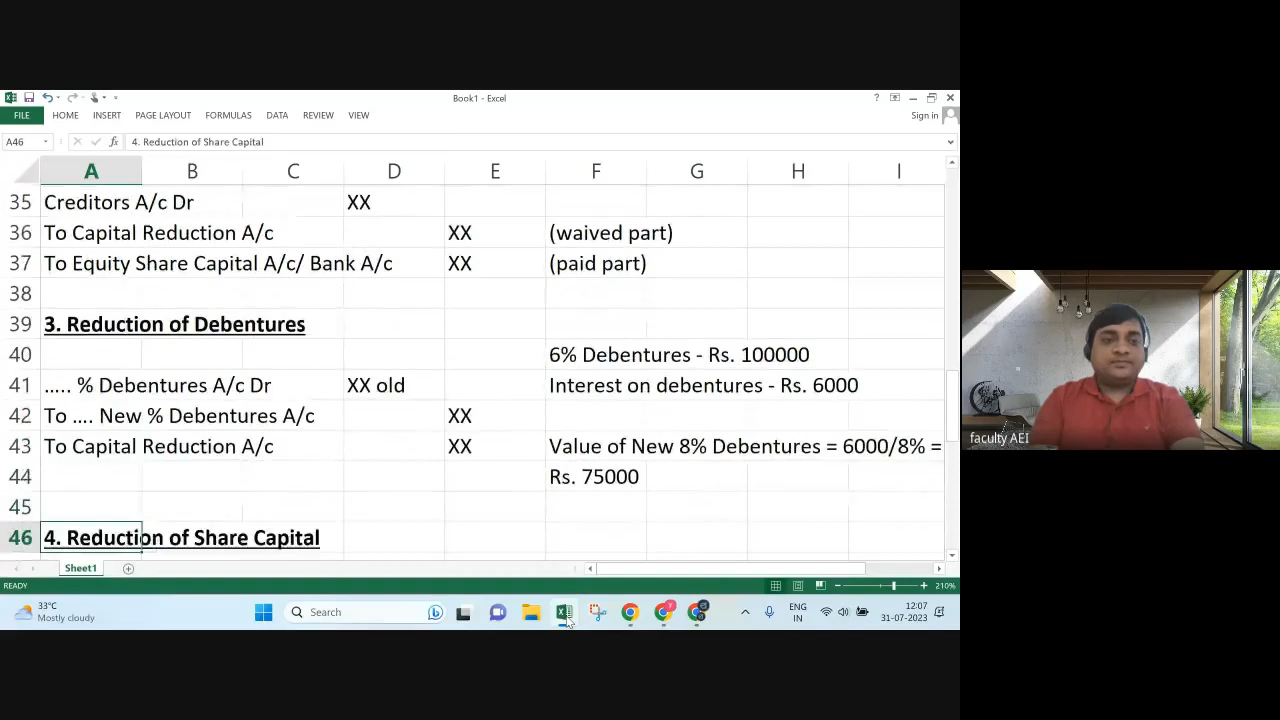 Book1 - Excel
FILE HOME INSERT PAGE LAYOUT FORMULAS DATA REVIEW VIEW Sign in
A46 fx 4. Reduction of Share Capital
A B C D E F G H I
35 Creditors A/c Dr XX
36 To Capital Reduction A/c XX (waived part)
37 To Equity Share Capital A/c/ Bank A/c XX (paid part)
38
39 3. Reduction of Debentures
40 6% Debentures - Rs. 100000
41 ..... % Debentures A/c Dr XX old Interest on debentures - Rs. 6000
42 To .... New % Debentures A/c XX
43 To Capital Reduction A/c XX Value of New 8% Debentures = 6000/8% =
44 Rs. 75000
45
46 4. Reduction of Share Capital
Sheet1
READY 210%
33°C
Mostly cloudy
Search
ENG
IN
12:07
31-07-2023
faculty AEI